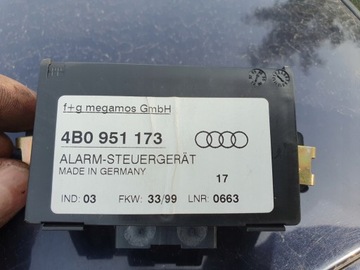 f+g megamos GmbH
4B0 951 173
ALARM-STEUERGERÄT
MADE IN GERMANY
17
IND: 03 FKW: 33/99 LNR: 0663